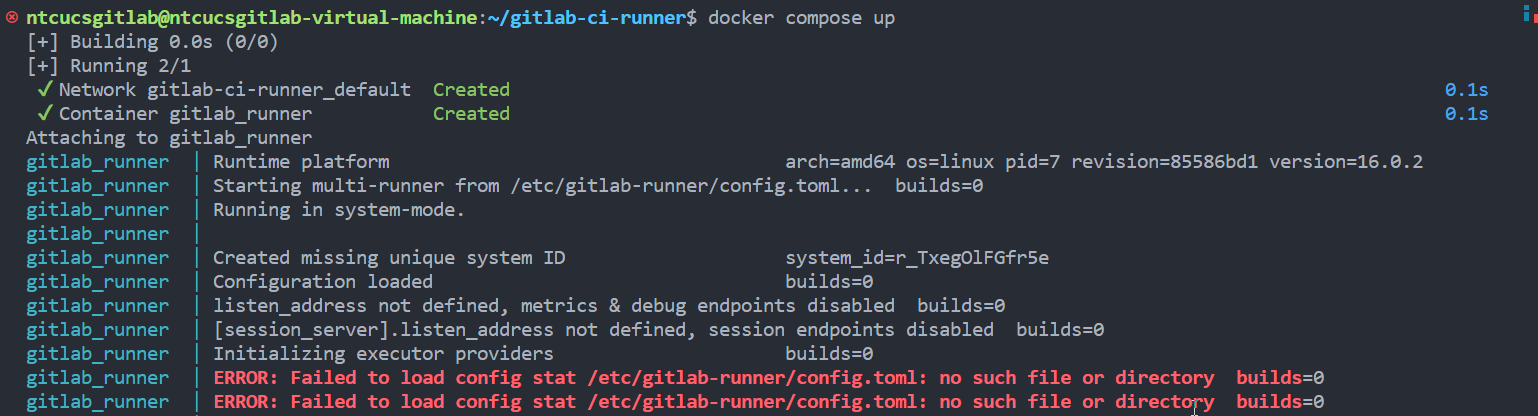 ntcucsgitlab@ntcucsgitlab-virtual-machine:~/gitlab-ci-runner$ docker compose up
[+] Building 0.0s (0/0)
[+] Running 2/1
✓ Network gitlab-ci-runner_default Created 0.1s
✓ Container gitlab_runner Created 0.1s
Attaching to gitlab_runner
gitlab_runner | Runtime platform arch=amd64 os=linux pid=7 revision=85586bd1 version=16.0.2
gitlab_runner | Starting multi-runner from /etc/gitlab-runner/config.toml... builds=0
gitlab_runner | Running in system-mode.
gitlab_runner |
gitlab_runner | Created missing unique system ID system_id=r_TxegOlFGfr5e
gitlab_runner | Configuration loaded builds=0
gitlab_runner | listen_address not defined, metrics & debug endpoints disabled builds=0
gitlab_runner | [session_server].listen_address not defined, session endpoints disabled builds=0
gitlab_runner | Initializing executor providers builds=0
gitlab_runner | ERROR: Failed to load config stat /etc/gitlab-runner/config.toml: no such file or directory builds=0
gitlab_runner | ERROR: Failed to load config stat /etc/gitlab-runner/config.toml: no such file or directory builds=0